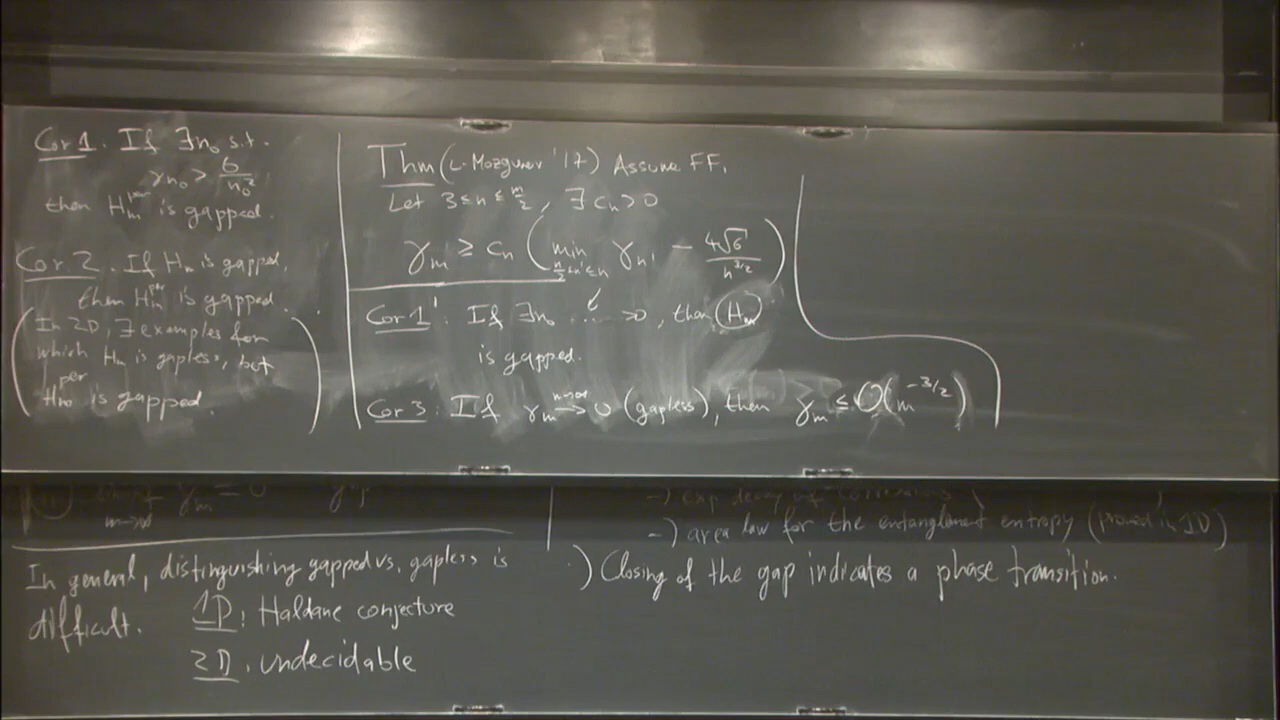 Cor 1. If ∃n₀ s.t.
γ_{n₀} > 6/n₀²
then H_m^{per} is gapped.
Cor 2. If H_m is gapped,
then H_m^{per} is gapped.
(In 2D, ∃ examples for
which H_m is gapless, but
H_m^{per} is gapped.)
Thm (L-Mozgunov '17) Assume FF.
Let 3 ≤ n ≤ m/2, ∃ c_n > 0
γ_m ≥ c_n ( min_{n/2 ≤ n' ≤ n} γ_{n'} - 4√6/n^{3/2} )
Cor 1': If ∃n₀ ... > 0, then H_m
is gapped.
Cor 3: If γ_m →^{m→∞} 0 (gapless), then γ_m ≤ O(m^{-3/2})
γ_m = 0
m→∞
In general, distinguishing gapped vs. gapless is
difficult.
1D: Haldane conjecture
2D. undecidable
-) exp decay of correlations
-) area law for the entanglement entropy (proved in 1D)
.) Closing of the gap indicates a phase transition.